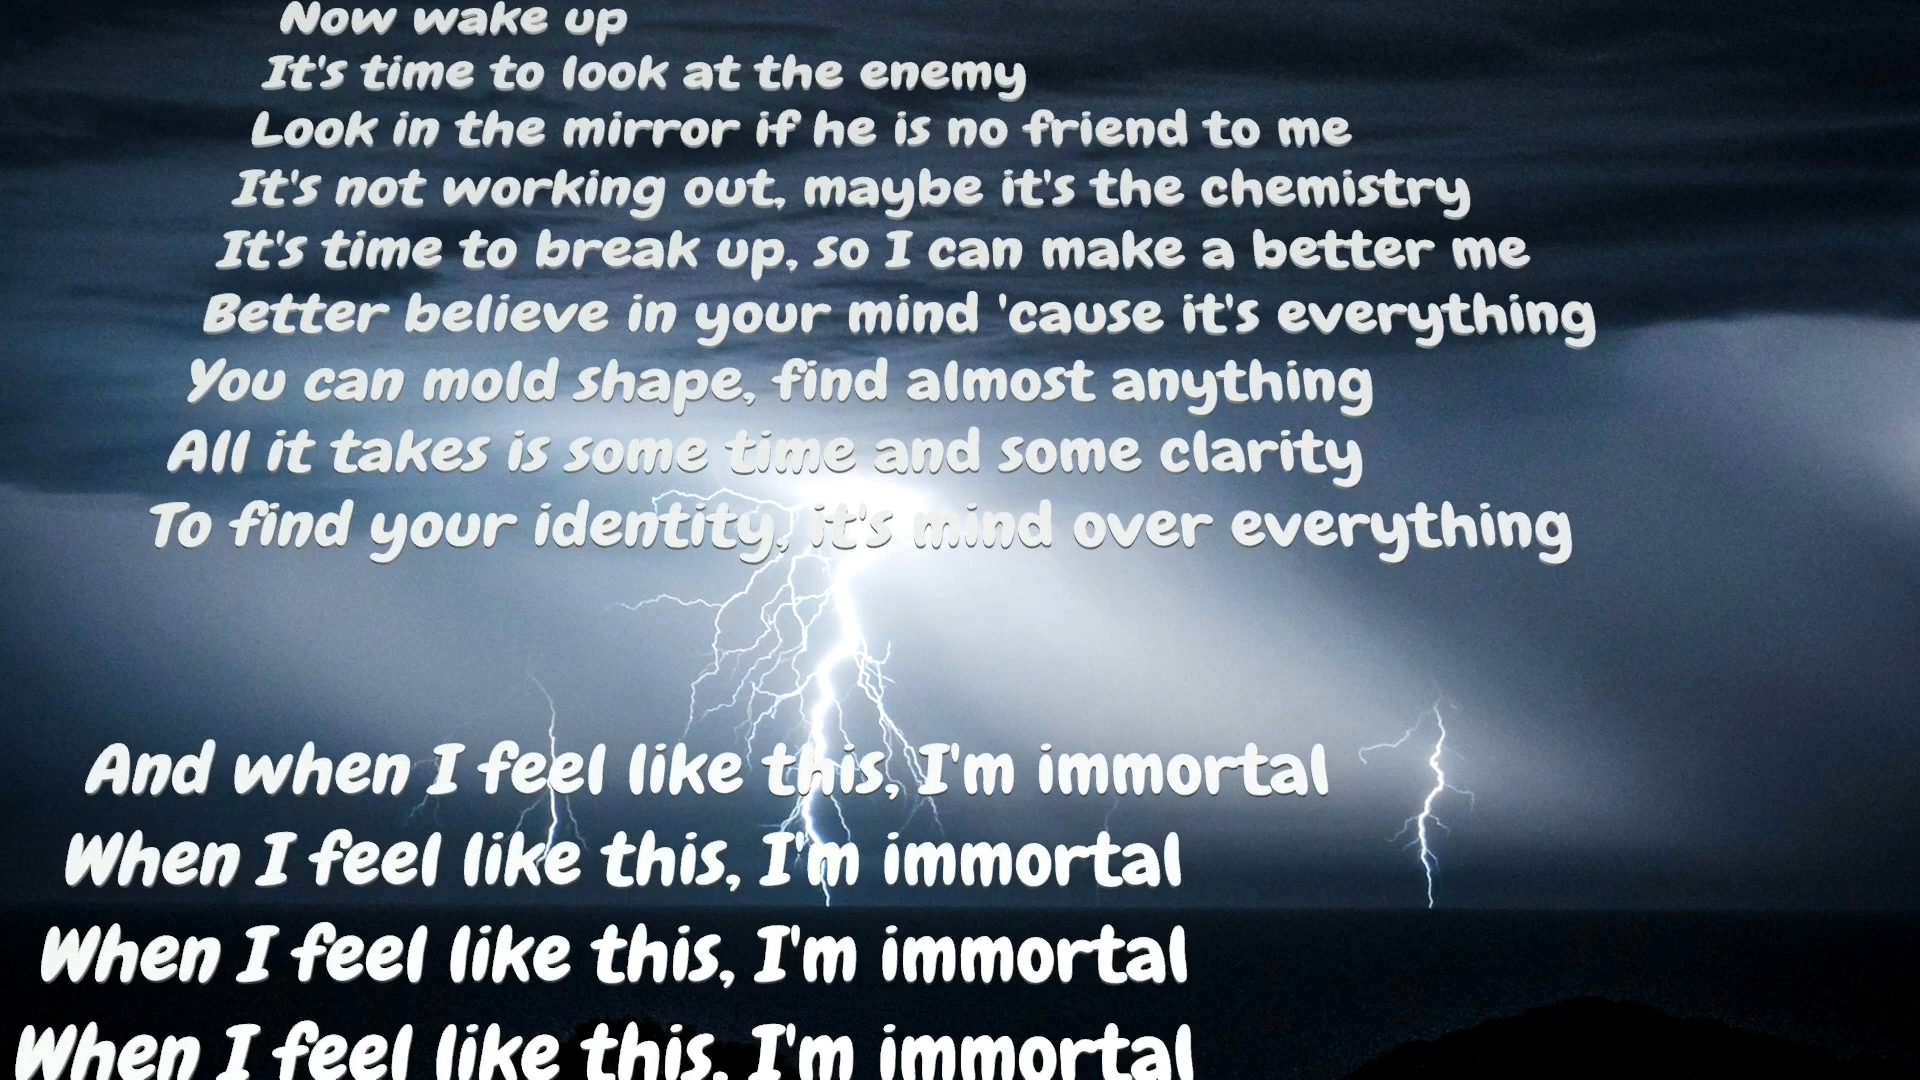 Now wake up
It's time to look at the enemy
Look in the mirror if he is no friend to me
It's not working out, maybe it's the chemistry
It's time to break up, so I can make a better me
Better believe in your mind 'cause it's everything
You can mold shape, find almost anything
All it takes is some time and some clarity
To find your identity, it's mind over everything
And when I feel like this, I'm immortal
When I feel like this, I'm immortal
When I feel like this, I'm immortal
When I feel like this, I'm immortal